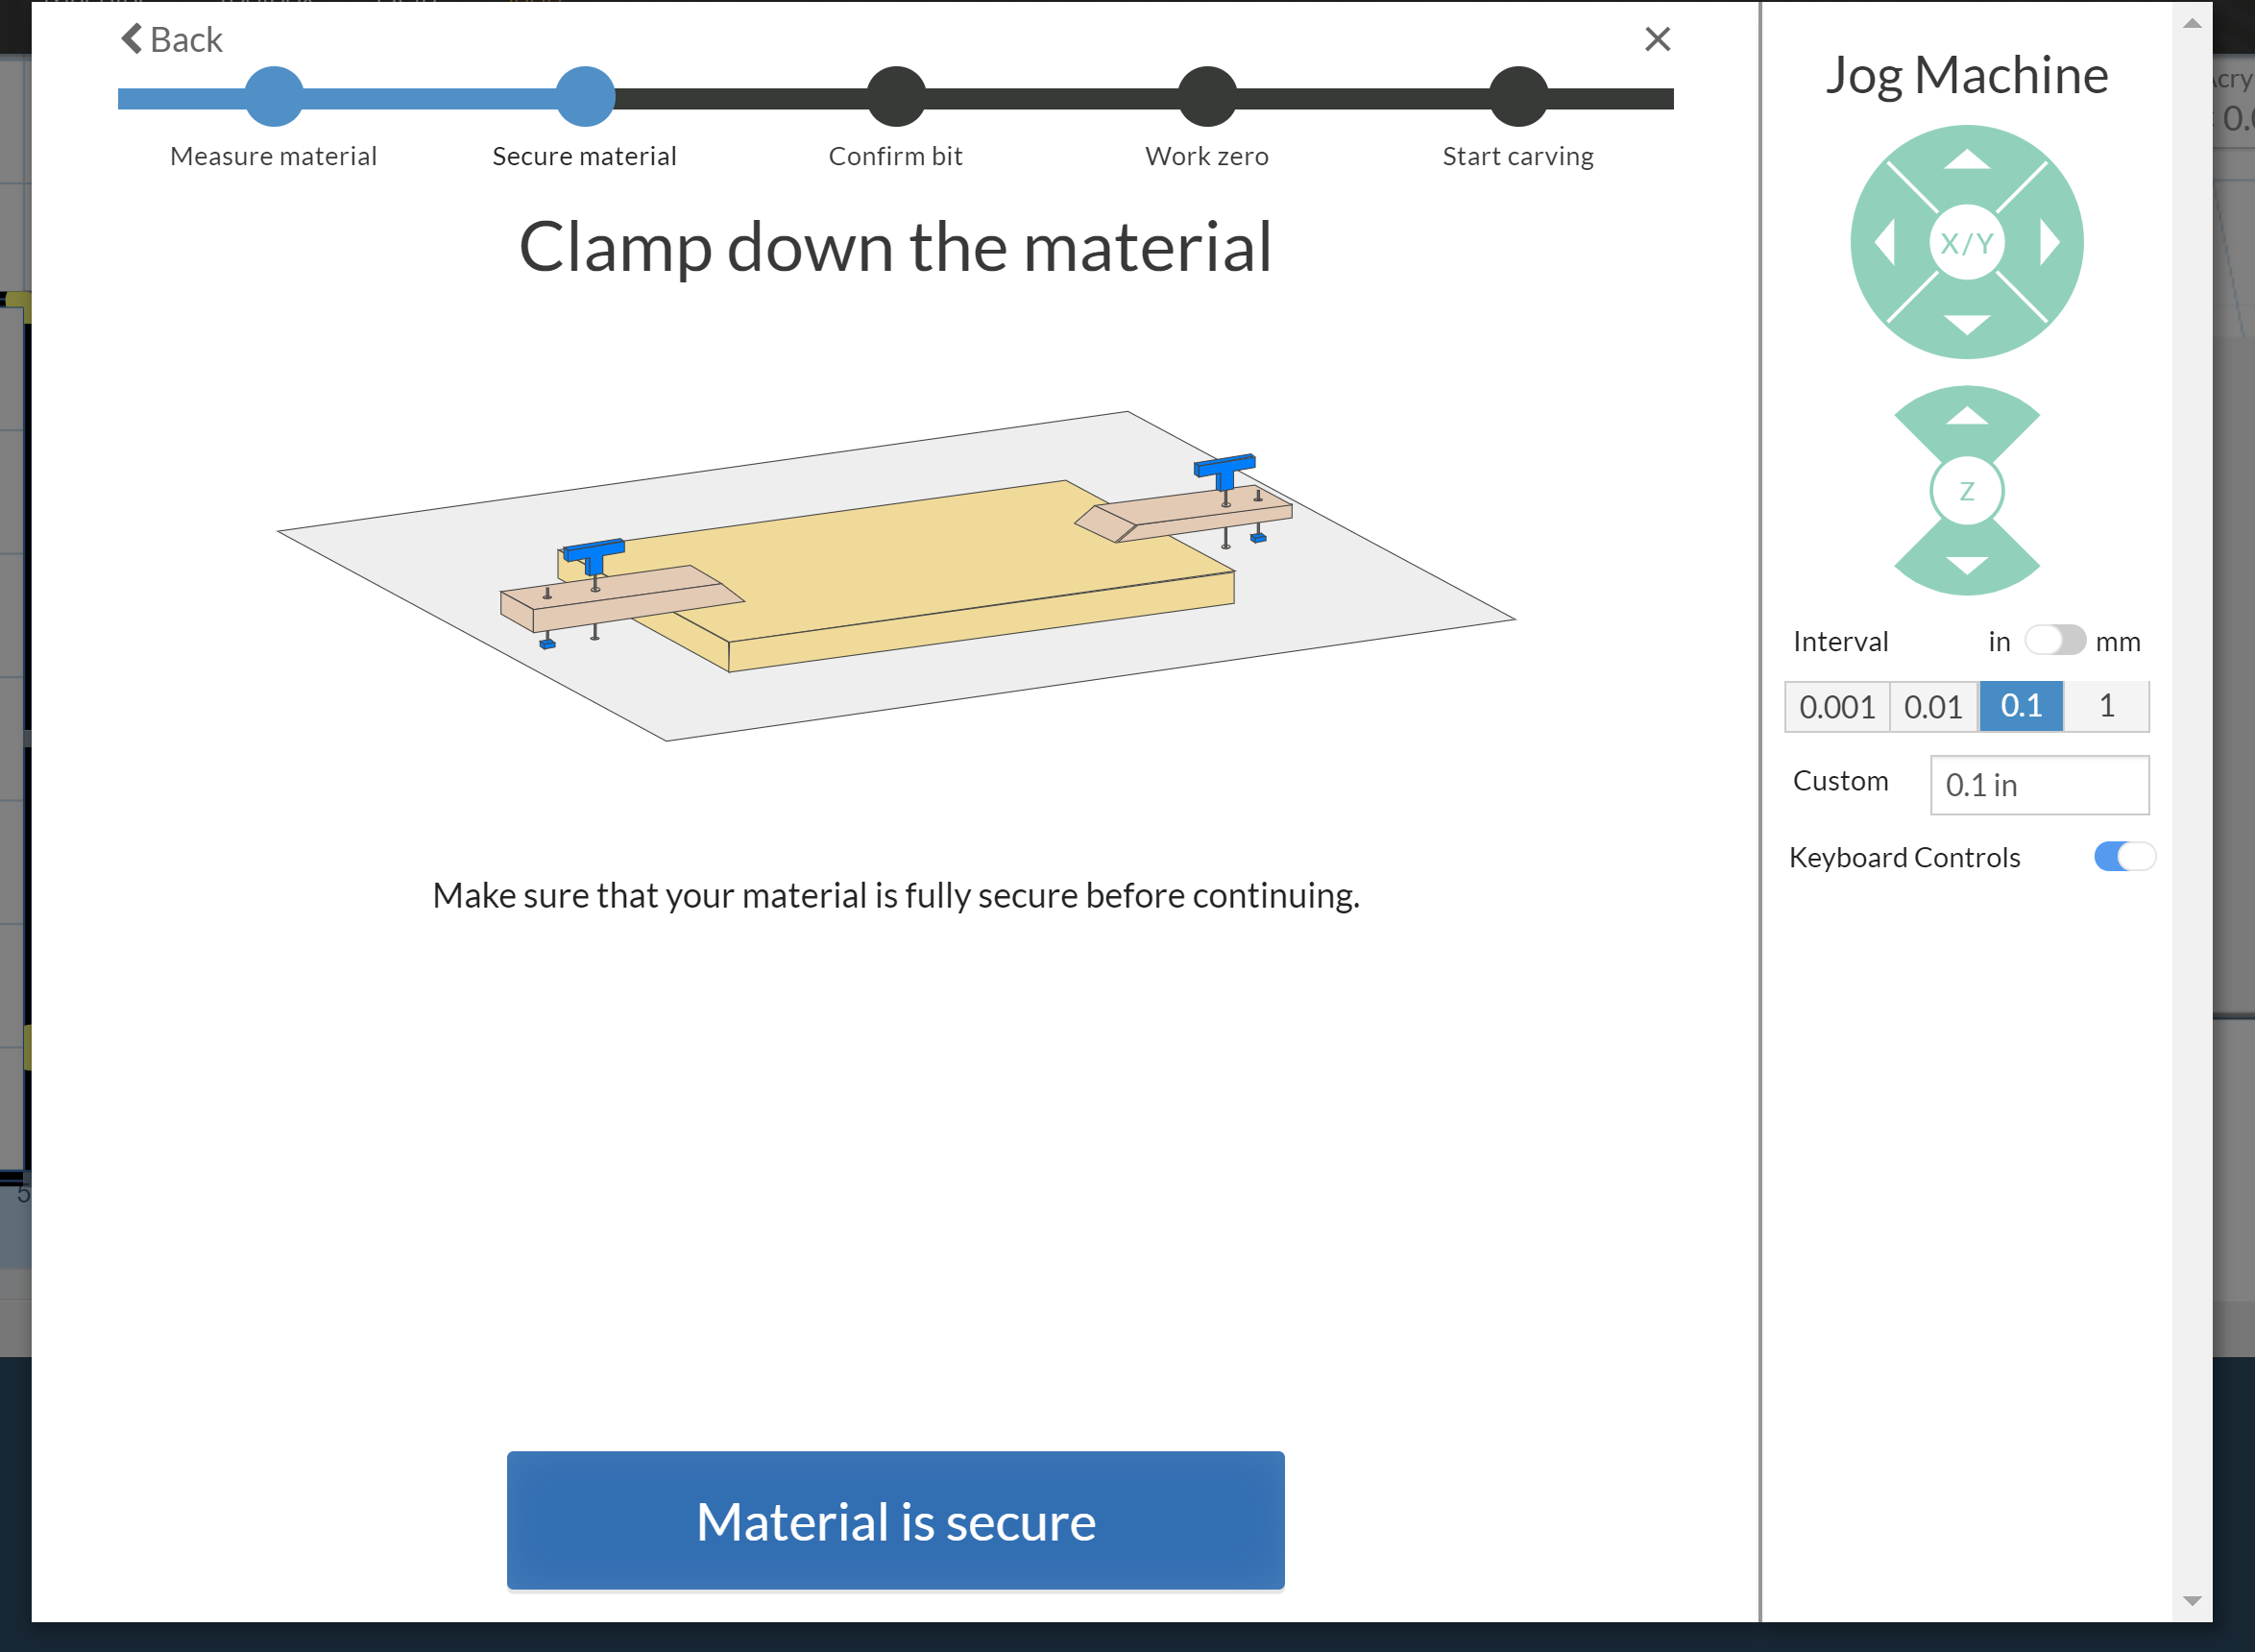 Back
Measure material
Secure material
Confirm bit
Work zero
Start carving
Clamp down the material
Make sure that your material is fully secure before continuing.
Material is secure
Jog Machine
X/Y
Z
Interval in mm
0.001 0.01 0.1 1
Custom 0.1 in
Keyboard Controls
5